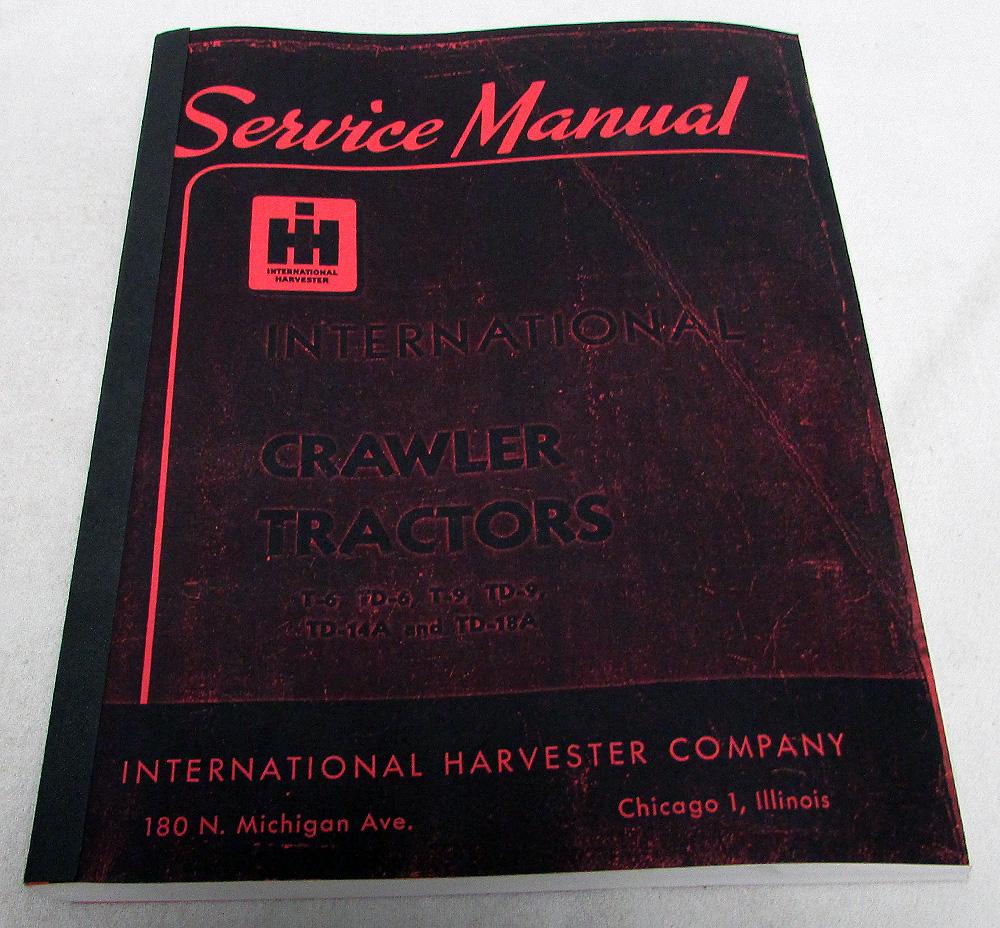 Service Manual
IH
INTERNATIONAL
HARVESTER
INTERNATIONAL
CRAWLER
TRACTORS
T-6, TD-6, T-9, TD-9,
TD-14A and TD-18A
INTERNATIONAL HARVESTER COMPANY
180 N. Michigan Ave.
Chicago 1, Illinois